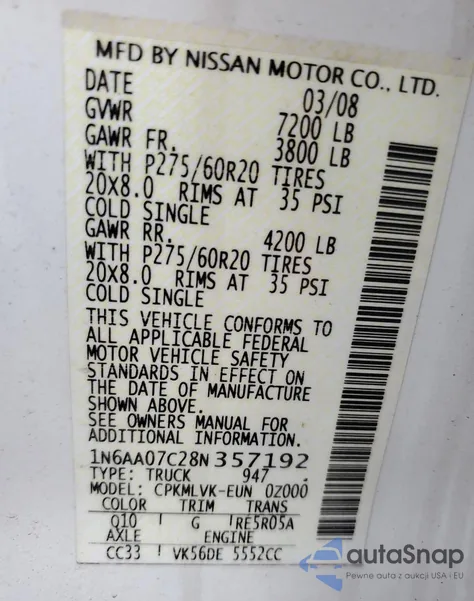 MFD BY NISSAN MOTOR CO., LTD.
DATE 03/08
GVWR 7200 LB
GAWR FR. 3800 LB
WITH P275/60R20 TIRES
20X8.0 RIMS AT 35 PSI
COLD SINGLE
GAWR RR. 4200 LB
WITH P275/60R20 TIRES
20X8.0 RIMS AT 35 PSI
COLD SINGLE
THIS VEHICLE CONFORMS TO
ALL APPLICABLE FEDERAL
MOTOR VEHICLE SAFETY
STANDARDS IN EFFECT ON
THE DATE OF MANUFACTURE
SHOWN ABOVE.
SEE OWNERS MANUAL FOR
ADDITIONAL INFORMATION.
1N6AA07C28N357192
TYPE: TRUCK 947
MODEL: CPKMLVK-EUN 0Z000
COLOR TRIM TRANS
Q10 G RE5R05A
AXLE ENGINE
CC33 VK56DE 5552CC
autaSnap
Pewne auta z aukcji USA i EU